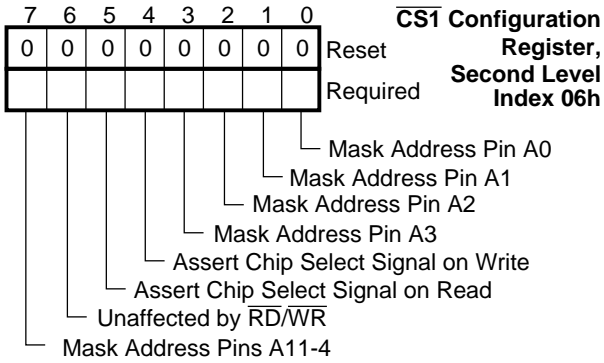 7 6 5 4 3 2 1 0
CS1 Configuration
Register,
Second Level
Index 06h
0 0 0 0 0 0 0 0 Reset
Required
Mask Address Pin A0
Mask Address Pin A1
Mask Address Pin A2
Mask Address Pin A3
Assert Chip Select Signal on Write
Assert Chip Select Signal on Read
Unaffected by RD/WR
Mask Address Pins A11-4